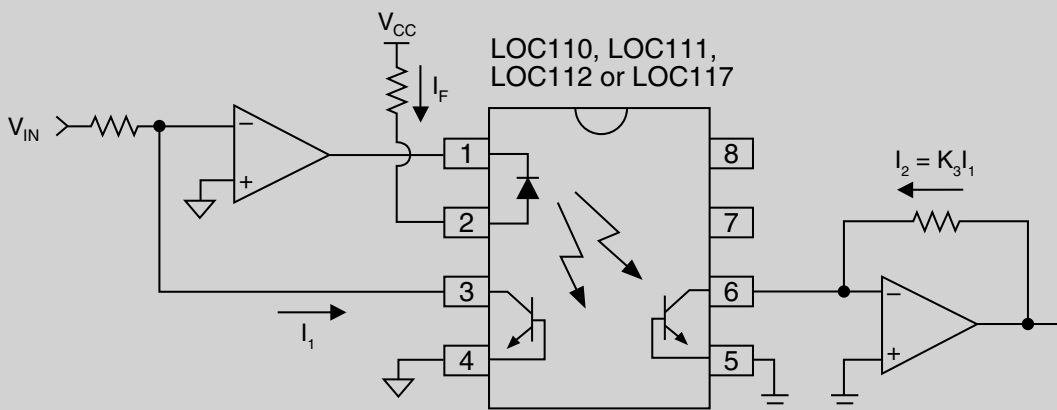 V_CC
LOC110, LOC111,
LOC112 or LOC117
I_F
V_IN
−
+
1
2
3
4
8
7
6
5
I_1
I_2 = K_3I_1
−
+